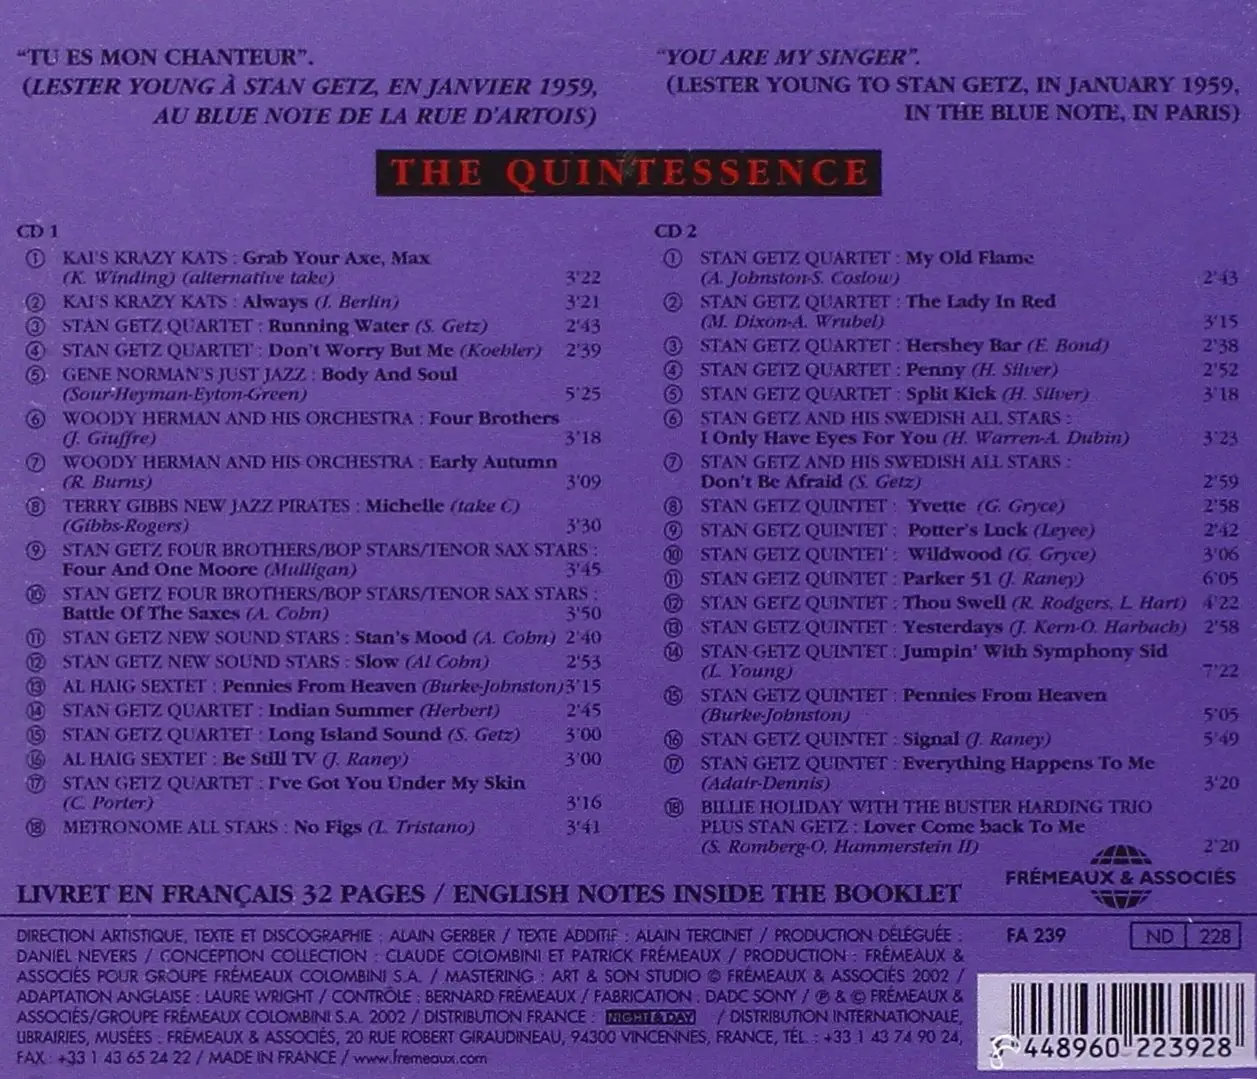 "TU ES MON CHANTEUR".
(LESTER YOUNG À STAN GETZ, EN JANVIER 1959,
AU BLUE NOTE DE LA RUE D'ARTOIS)
"YOU ARE MY SINGER".
(LESTER YOUNG TO STAN GETZ, IN JANUARY 1959,
IN THE BLUE NOTE, IN PARIS)
THE QUINTESSENCE
CD 1
① KAI'S KRAZY KATS : Grab Your Axe, Max
(K. Winding) (alternative take) 3'22
② KAI'S KRAZY KATS : Always (I. Berlin) 3'21
③ STAN GETZ QUARTET : Running Water (S. Getz) 2'43
④ STAN GETZ QUARTET : Don't Worry But Me (Koehler) 2'39
⑤ GENE NORMAN'S JUST JAZZ : Body And Soul
(Sour-Heyman-Eyton-Green) 5'25
⑥ WOODY HERMAN AND HIS ORCHESTRA : Four Brothers
(J. Giuffre) 3'18
⑦ WOODY HERMAN AND HIS ORCHESTRA : Early Autumn
(R. Burns) 3'09
⑧ TERRY GIBBS NEW JAZZ PIRATES : Michelle (take C)
(Gibbs-Rogers) 3'30
⑨ STAN GETZ FOUR BROTHERS/BOP STARS/TENOR SAX STARS :
Four And One Moore (Mulligan) 3'45
⑩ STAN GETZ FOUR BROTHERS/BOP STARS/TENOR SAX STARS :
Battle Of The Saxes (A. Cohn) 3'50
⑪ STAN GETZ NEW SOUND STARS : Stan's Mood (A. Cohn) 2'40
⑫ STAN GETZ NEW SOUND STARS : Slow (Al Cohn) 2'53
⑬ AL HAIG SEXTET : Pennies From Heaven (Burke-Johnston) 3'15
⑭ STAN GETZ QUARTET : Indian Summer (Herbert) 2'45
⑮ STAN GETZ QUARTET : Long Island Sound (S. Getz) 3'00
⑯ AL HAIG SEXTET : Be Still TV (J. Raney) 3'00
⑰ STAN GETZ QUARTET : I've Got You Under My Skin
(C. Porter) 3'16
⑱ METRONOME ALL STARS : No Figs (L. Tristano) 3'41
CD 2
① STAN GETZ QUARTET : My Old Flame
(A. Johnston-S. Coslow) 2'43
② STAN GETZ QUARTET : The Lady In Red
(M. Dixon-A. Wrubel) 3'15
③ STAN GETZ QUARTET : Hershey Bar (E. Bond) 2'38
④ STAN GETZ QUARTET : Penny (H. Silver) 2'52
⑤ STAN GETZ QUARTET : Split Kick (H. Silver) 3'18
⑥ STAN GETZ AND HIS SWEDISH ALL STARS :
I Only Have Eyes For You (H. Warren-A. Dubin) 3'23
⑦ STAN GETZ AND HIS SWEDISH ALL STARS :
Don't Be Afraid (S. Getz) 2'59
⑧ STAN GETZ QUINTET : Yvette (G. Gryce) 2'58
⑨ STAN GETZ QUINTET : Potter's Luck (Leyee) 2'42
⑩ STAN GETZ QUINTET : Wildwood (G. Gryce) 3'06
⑪ STAN GETZ QUINTET : Parker 51 (J. Raney) 6'05
⑫ STAN GETZ QUINTET : Thou Swell (R. Rodgers, L. Hart) 4'22
⑬ STAN GETZ QUINTET : Yesterdays (J. Kern-O. Harbach) 2'58
⑭ STAN GETZ QUINTET : Jumpin' With Symphony Sid
(L. Young) 7'22
⑮ STAN GETZ QUINTET : Pennies From Heaven
(Burke-Johnston) 5'05
⑯ STAN GETZ QUINTET : Signal (J. Raney) 5'49
⑰ STAN GETZ QUINTET : Everything Happens To Me
(Adair-Dennis) 3'20
⑱ BILLIE HOLIDAY WITH THE BUSTER HARDING TRIO
PLUS STAN GETZ : Lover Come back To Me
(S. Romberg-O. Hammerstein II) 2'20
LIVRET EN FRANÇAIS 32 PAGES / ENGLISH NOTES INSIDE THE BOOKLET
FRÉMEAUX & ASSOCIÉS
DIRECTION ARTISTIQUE, TEXTE ET DISCOGRAPHIE : ALAIN GERBER / TEXTE ADDITIF : ALAIN TERCINET / PRODUCTION DÉLÉGUÉE :
DANIEL NEVERS / CONCEPTION COLLECTION : CLAUDE COLOMBINI ET PATRICK FRÉMEAUX / PRODUCTION : FRÉMEAUX &
ASSOCIÉS POUR GROUPE FRÉMEAUX COLOMBINI S.A. / MASTERING : ART & SON STUDIO © FRÉMEAUX & ASSOCIÉS 2002 /
ADAPTATION ANGLAISE : LAURE WRIGHT / CONTRÔLE : BERNARD FRÉMEAUX / FABRICATION : DADC SONY / ℗ & © FRÉMEAUX &
ASSOCIÉS/GROUPE FRÉMEAUX COLOMBINI S.A. 2002 / DISTRIBUTION FRANCE : NIGHT & DAY / DISTRIBUTION INTERNATIONALE,
LIBRAIRIES, MUSÉES : FRÉMEAUX & ASSOCIÉS, 20 RUE ROBERT GIRAUDINEAU, 94300 VINCENNES, FRANCE, TÉL. : +33 1 43 74 90 24,
FAX : +33 1 43 65 24 22 / MADE IN FRANCE / www.fremeaux.com
FA 239
ND 228
3 448960 223928